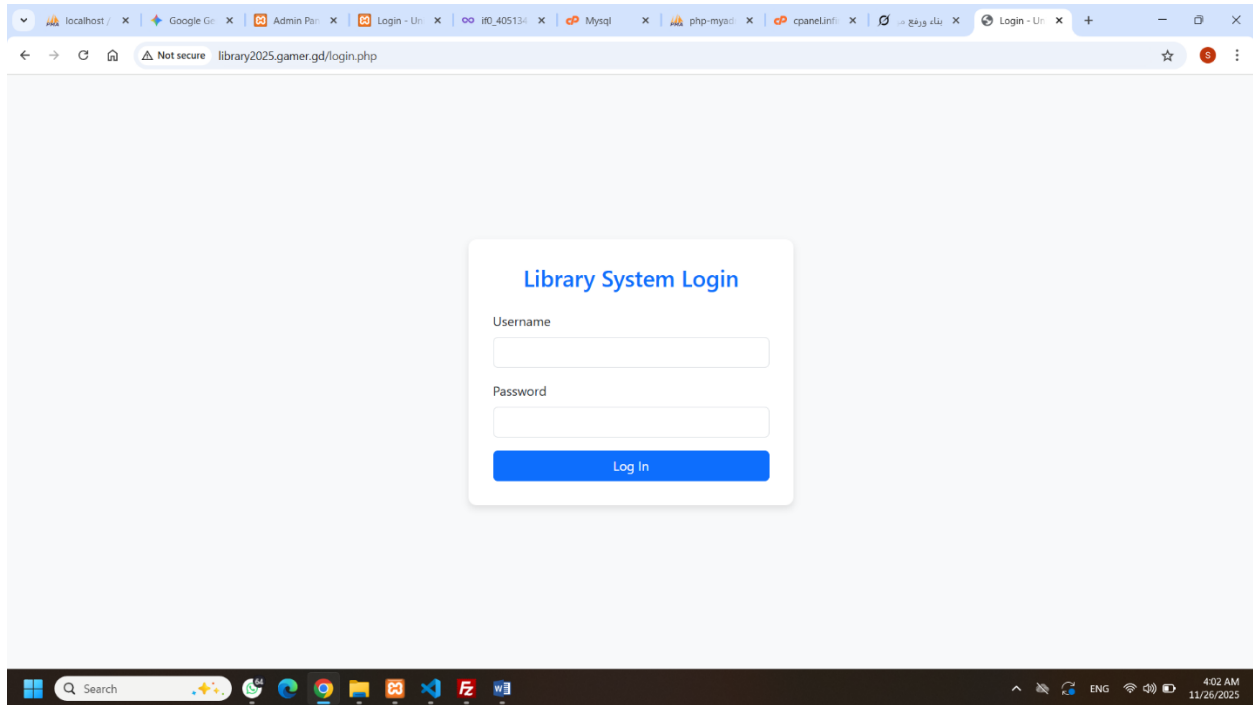 localhost /
Google Ge
Admin Pan
Login - Un
if0_405134
Mysql
php-myad
cpanel.infi
بناء ورفع
Login - Un
Not secure
library2025.gamer.gd/login.php
S
Library System Login
Username
Password
Log In
Search
64
ENG
4:02 AM
11/26/2025